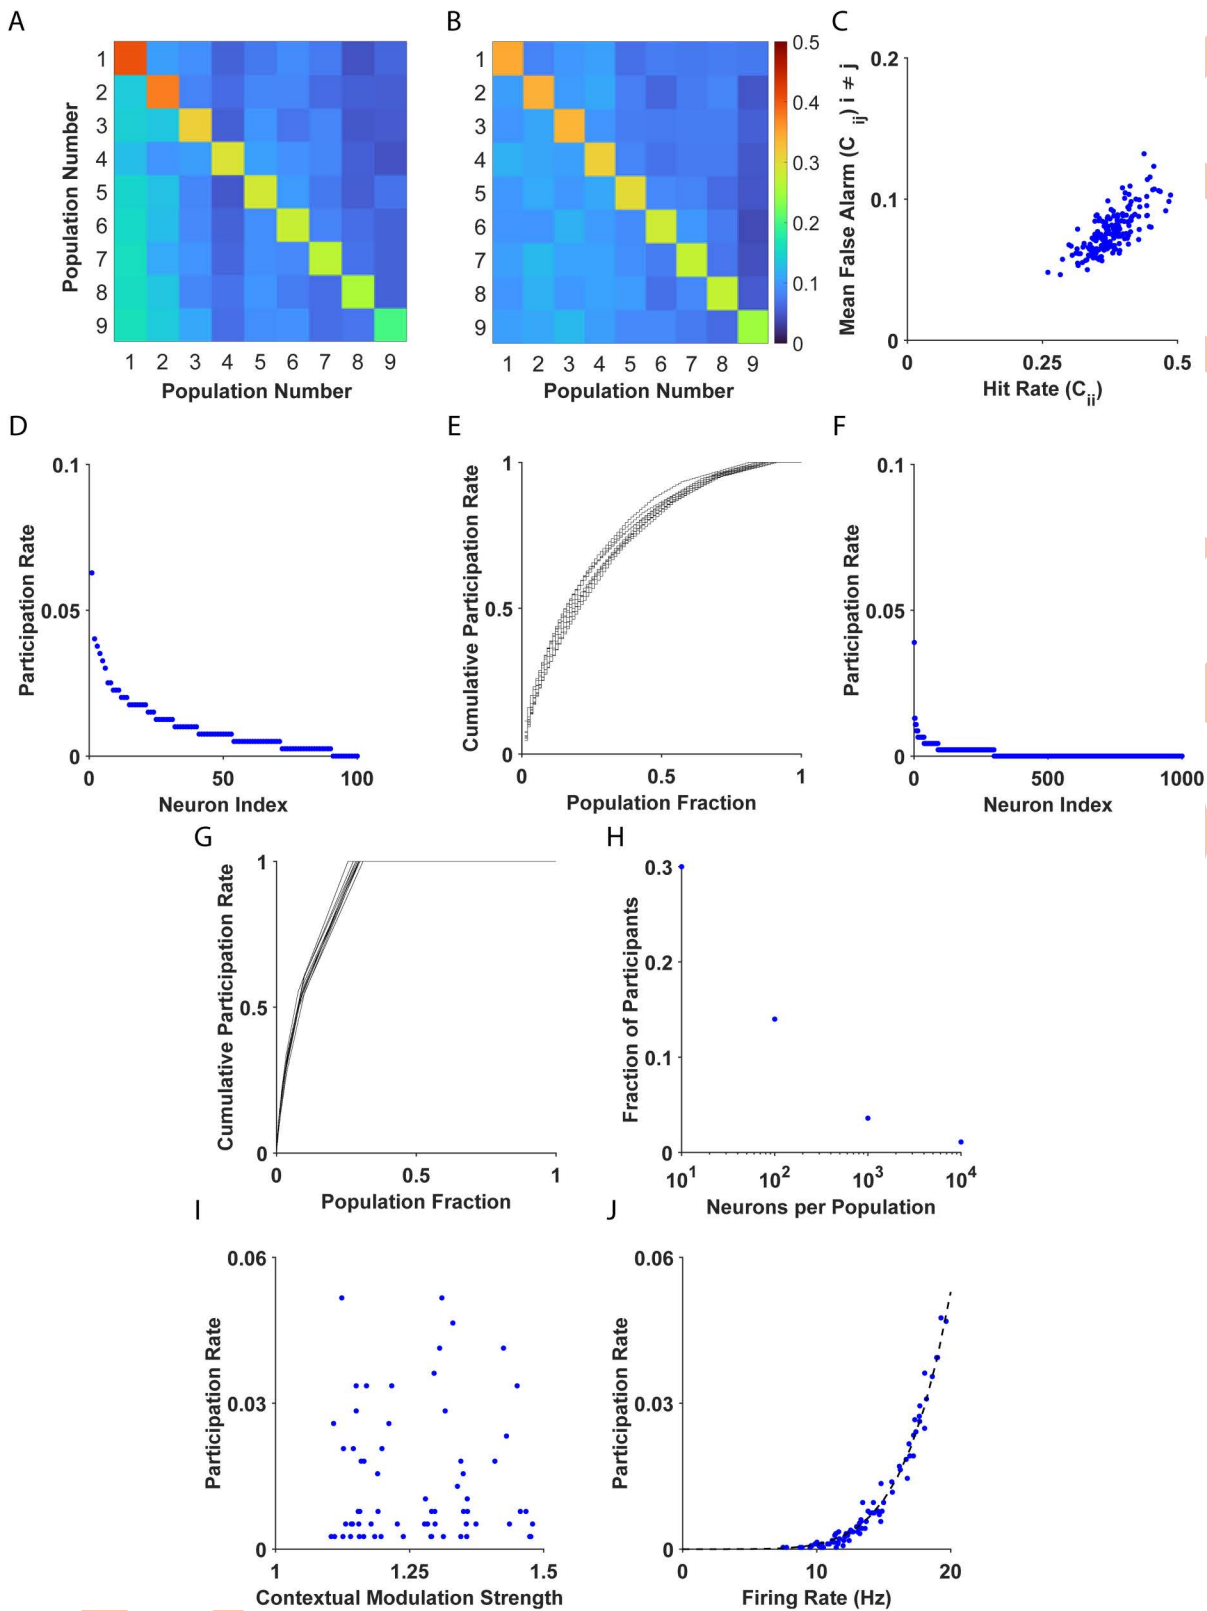 A
B
C
Population Number
1
2
3
4
5
6
7
8
9
1 2 3 4 5 6 7 8 9
Population Number
1
2
3
4
5
6
7
8
9
1 2 3 4 5 6 7 8 9
Population Number
0.5
0.4
0.3
0.2
0.1
0
Mean False Alarm (C ij) i ≠ j
0.2
0.1
0
0 0.25 0.5
Hit Rate (Cii)
D
E
F
Participation Rate
0.1
0.05
0
0 50 100
Neuron Index
Cumulative Participation Rate
1
0.5
0
0 0.5 1
Population Fraction
Participation Rate
0.1
0.05
0
0 500 1000
Neuron Index
G
H
Cumulative Participation Rate
1
0.5
0
0 0.5 1
Population Fraction
Fraction of Participants
0.3
0.2
0.1
0
10^1 10^2 10^3 10^4
Neurons per Population
I
J
Participation Rate
0.06
0.03
0
1 1.25 1.5
Contextual Modulation Strength
Participation Rate
0.06
0.03
0
0 10 20
Firing Rate (Hz)